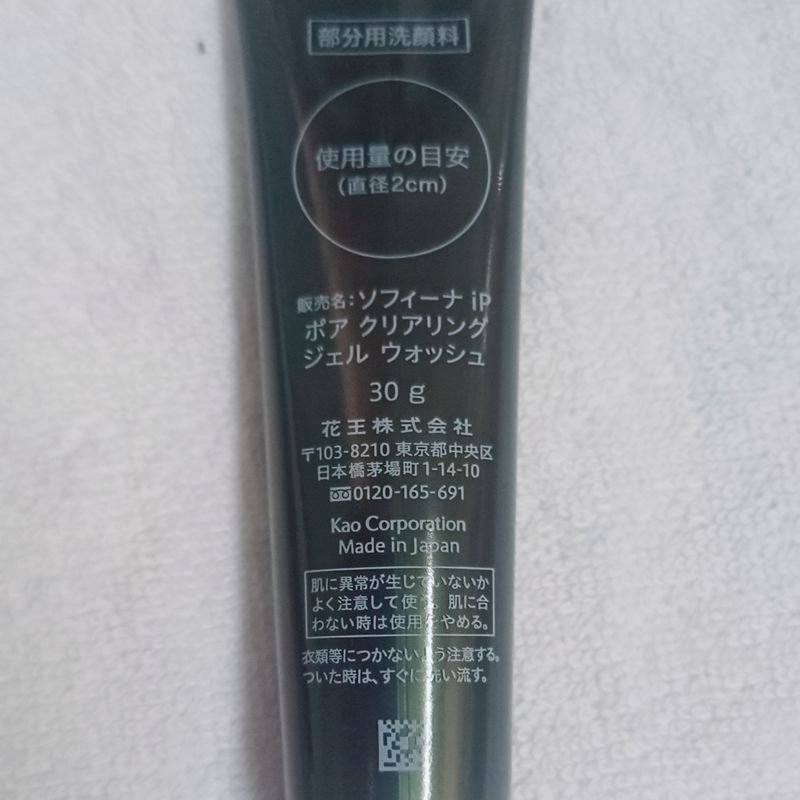 部分用洗顔料
使用量の目安
(直径2cm)
販売名：ソフィーナ iP
ポア クリアリング
ジェル ウォッシュ
30 g
花王株式会社
〒103-8210 東京都中央区
日本橋茅場町1-14-10
0120-165-691
Kao Corporation
Made in Japan
肌に異常が生じていないか
よく注意して使う。肌に合
わない時は使用をやめる。
衣類等につかないよう注意する。
ついた時は、すぐに洗い流す。